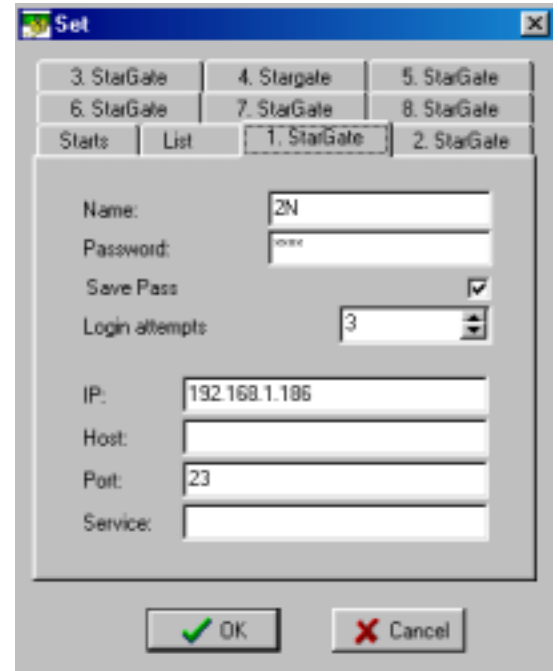 Set
3. StarGate 4. Stargate 5. StarGate
6. StarGate 7. StarGate 8. StarGate
Starts List 1. StarGate 2. StarGate
Name: 2N
Password: ****
Save Pass
Login attempts 3
IP: 192.168.1.186
Host:
Port: 23
Service:
OK Cancel